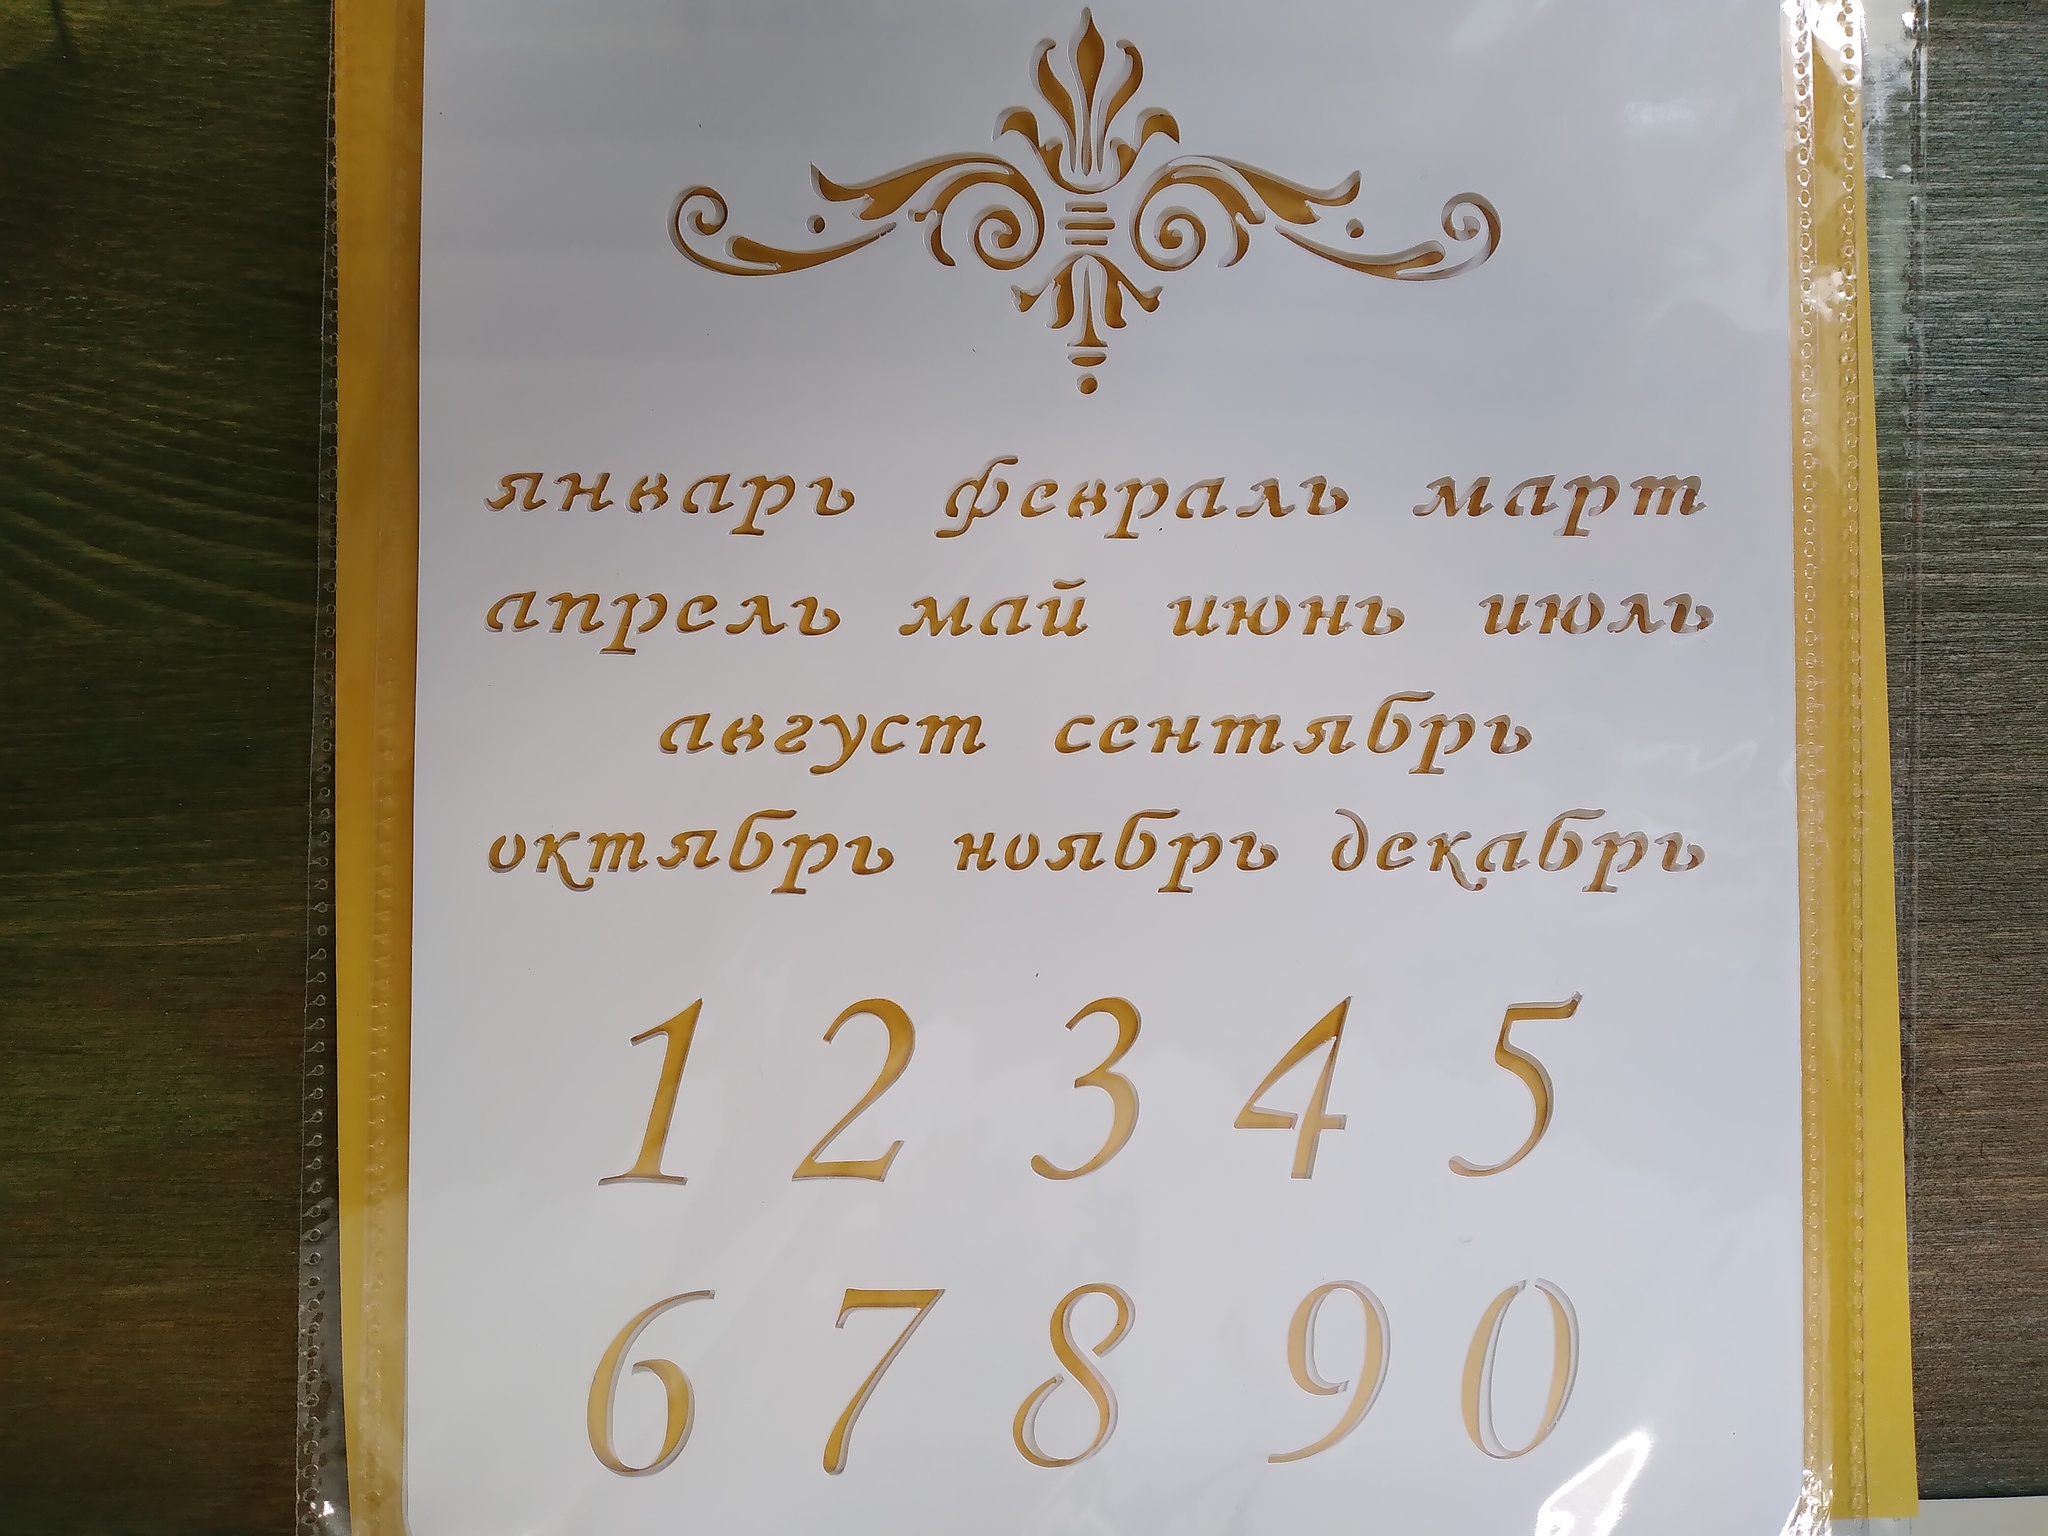 январь февраль март
апрель май июнь июль
август сентябрь
октябрь ноябрь декабрь
1 2 3 4 5
6 7 8 9 0